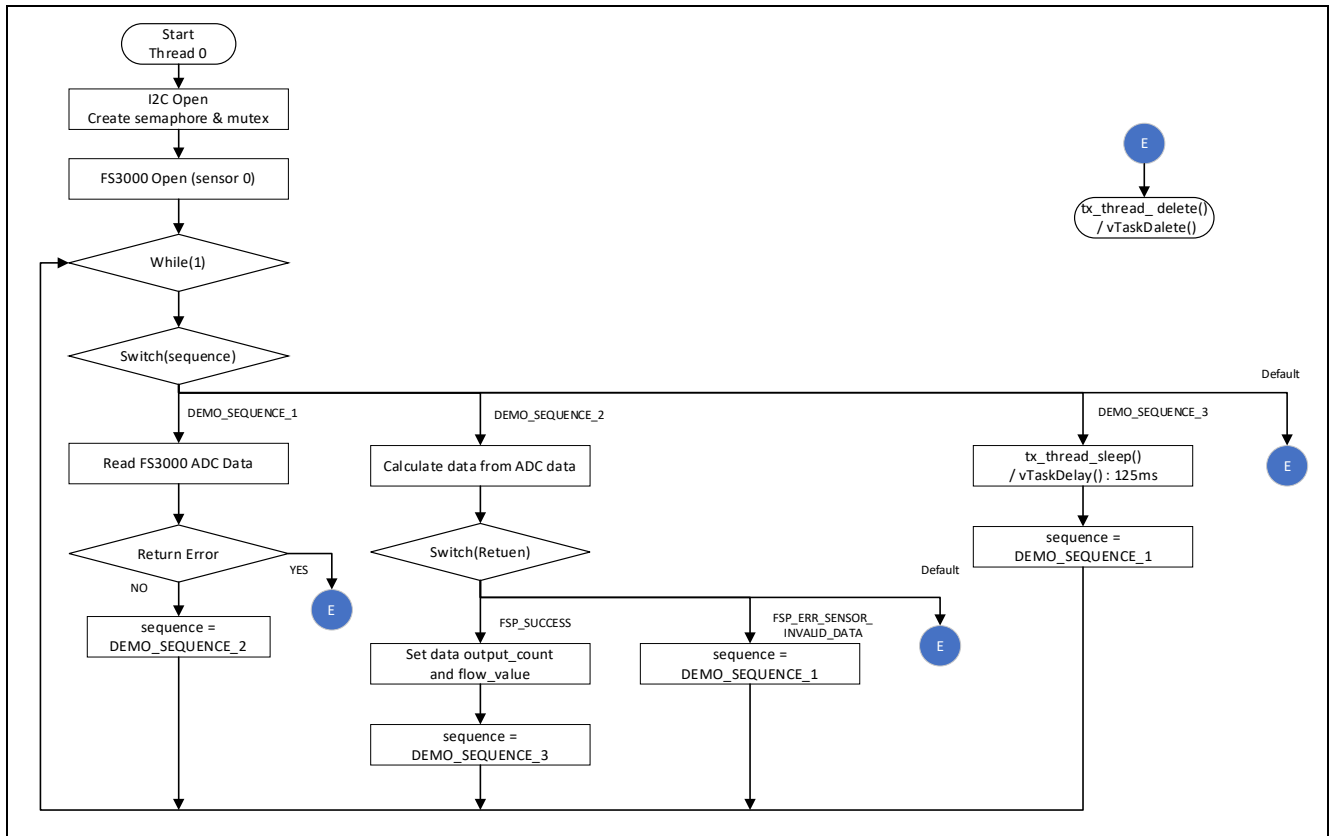 Start
Thread 0
I2C Open
Create semaphore & mutex
E
FS3000 Open (sensor 0)
tx_thread_ delete()
/ vTaskDalete()
While(1)
Switch(sequence)
Default
DEMO_SEQUENCE_1
DEMO_SEQUENCE_2
DEMO_SEQUENCE_3
Read FS3000 ADC Data
Calculate data from ADC data
tx_thread_sleep()
/ vTaskDelay() : 125ms
E
Return Error
YES
NO
E
Switch(Retuen)
Default
sequence =
DEMO_SEQUENCE_1
sequence =
DEMO_SEQUENCE_2
FSP_SUCCESS
FSP_ERR_SENSOR_
INVALID_DATA
E
Set data output_count
and flow_value
sequence =
DEMO_SEQUENCE_1
sequence =
DEMO_SEQUENCE_3